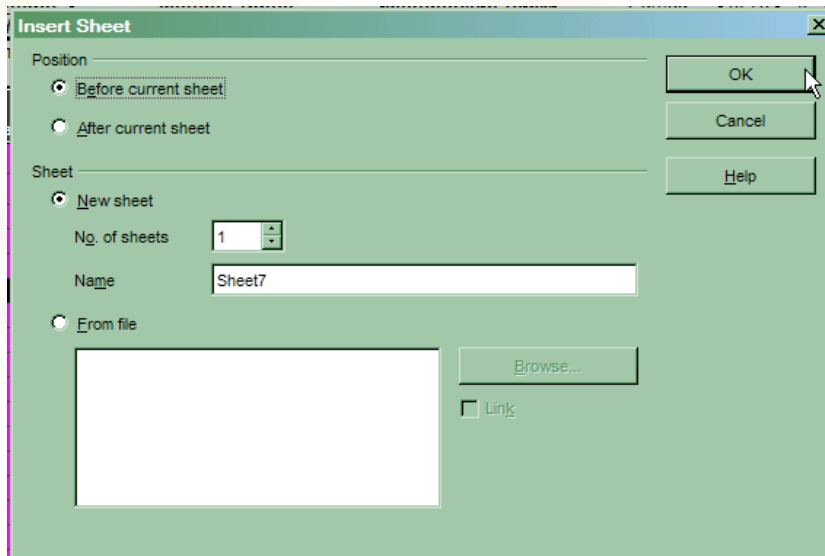 Insert Sheet
Position
Before current sheet
After current sheet
OK
Cancel
Help
Sheet
New sheet
No. of sheets 1
Name Sheet7
From file
Browse...
Link